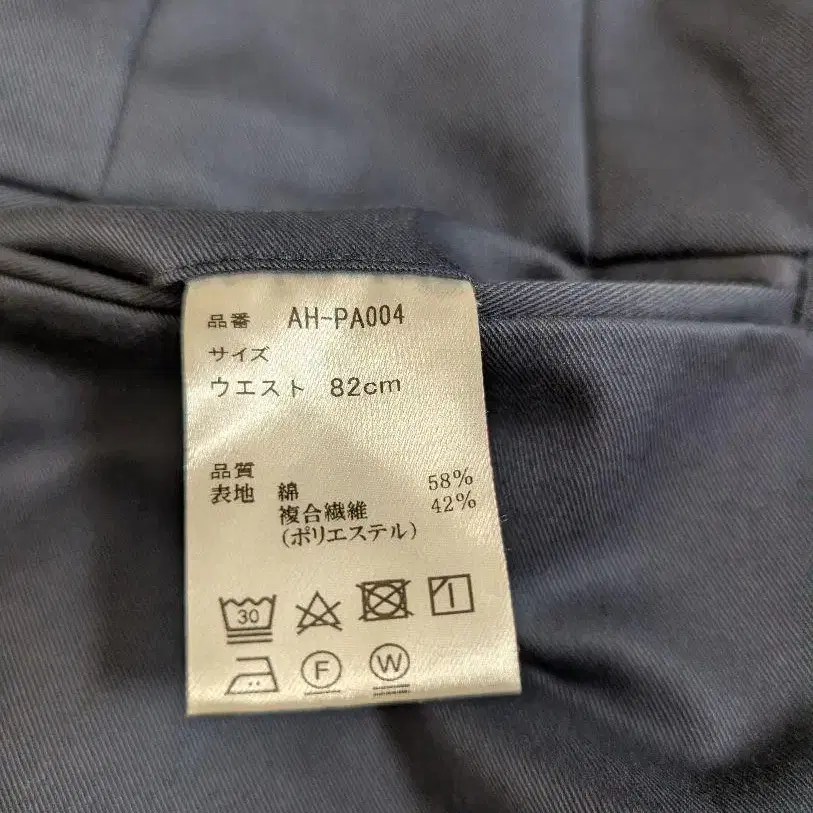 品番 AH-PA004
サイズ
ウエスト 82cm
品質
表地 綿 58%
複合繊維 42%
(ポリエステル)
30
F W